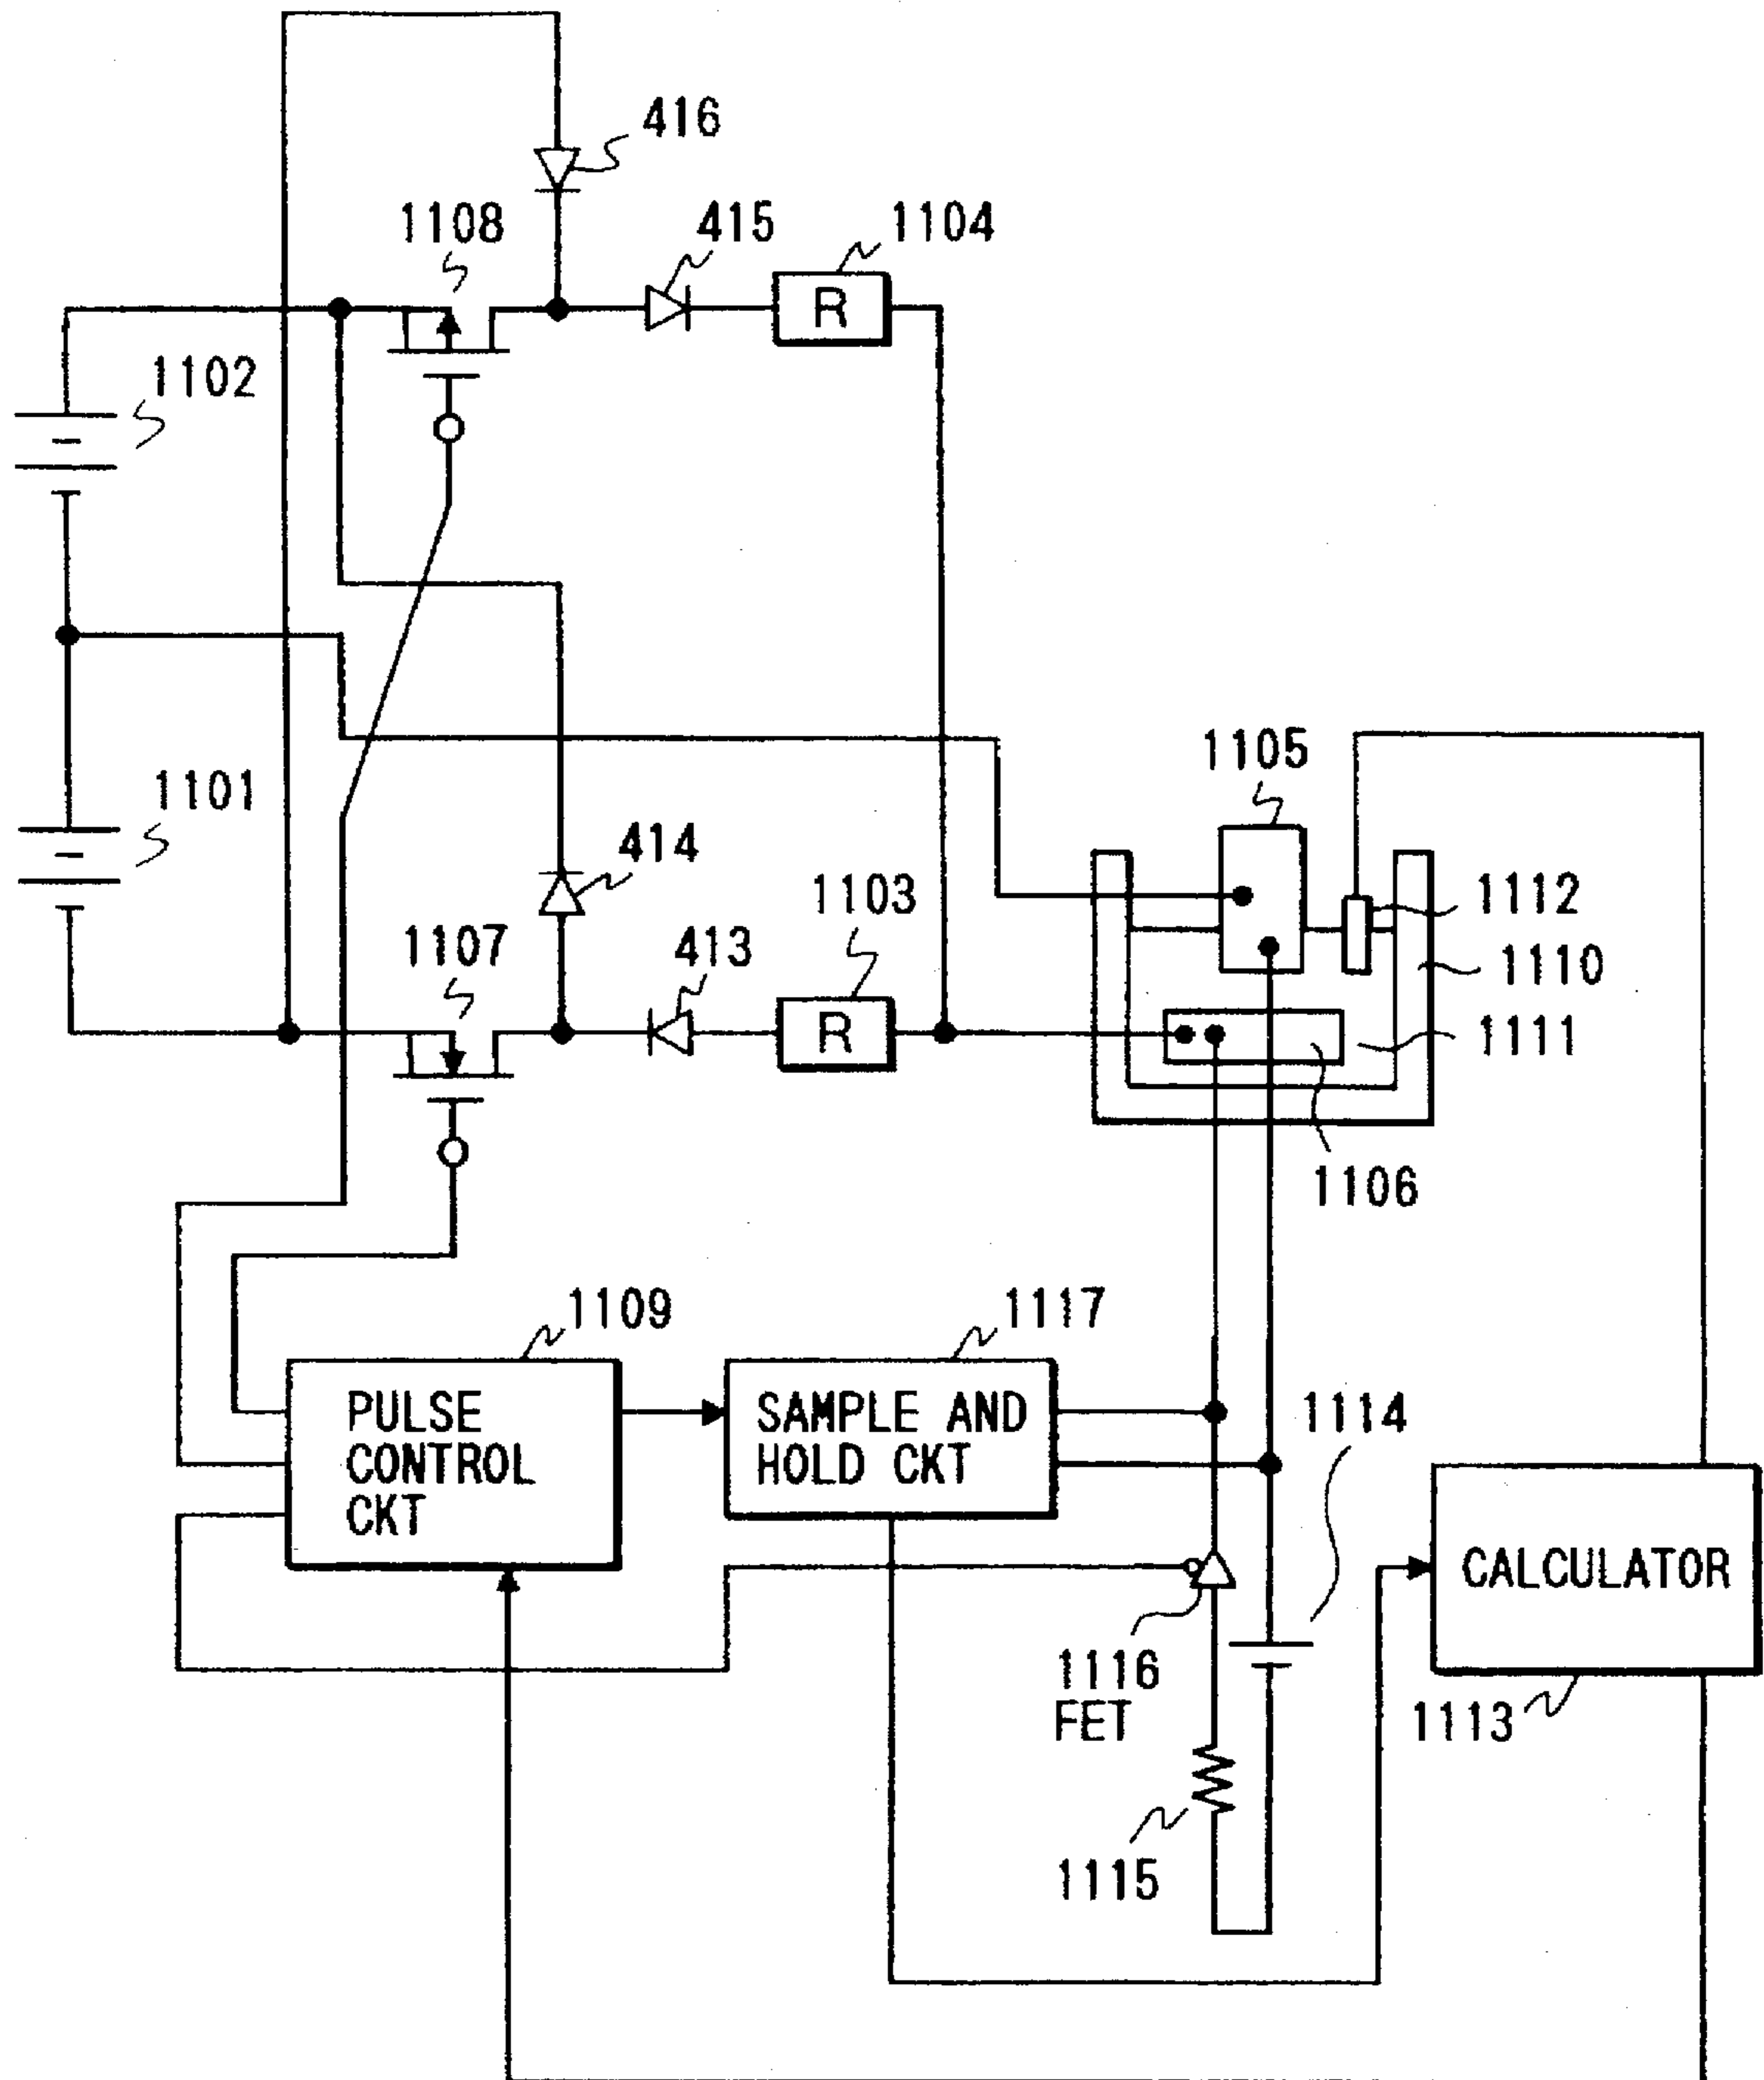 416
1108
415
1104
R
1102
1105
1101
414
1103
1112
1107
413
1110
R
1111
1106
1109
1117
PULSE
CONTROL
CKT
SAMPLE AND
HOLD CKT
1114
CALCULATOR
1116
FET
1113
1115